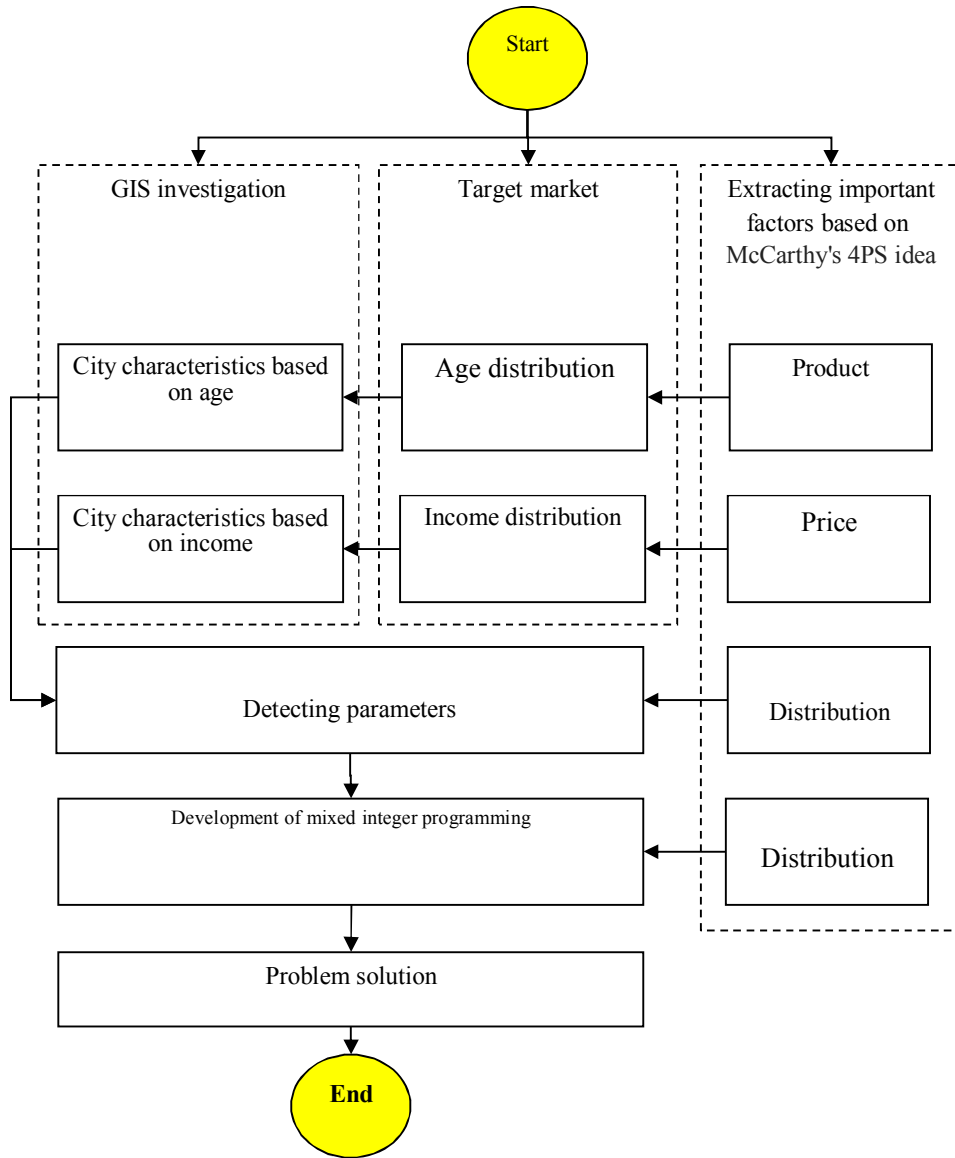 Start
GIS investigation
Target market
Extracting important
factors based on
McCarthy's 4PS idea
City characteristics based
on age
Age distribution
Product
City characteristics based
on income
Income distribution
Price
Detecting parameters
Distribution
Development of mixed integer programming
Distribution
Problem solution
End